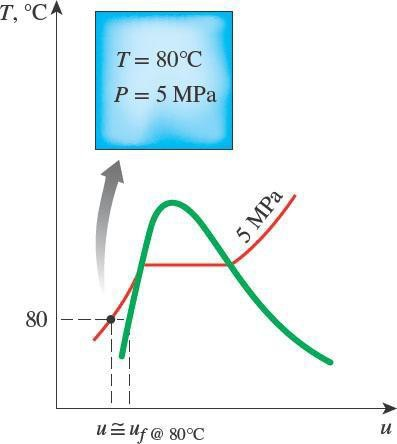 T, °C
T = 80°C
P = 5 MPa
5 MPa
80
u ≅ u_f @ 80°C
u